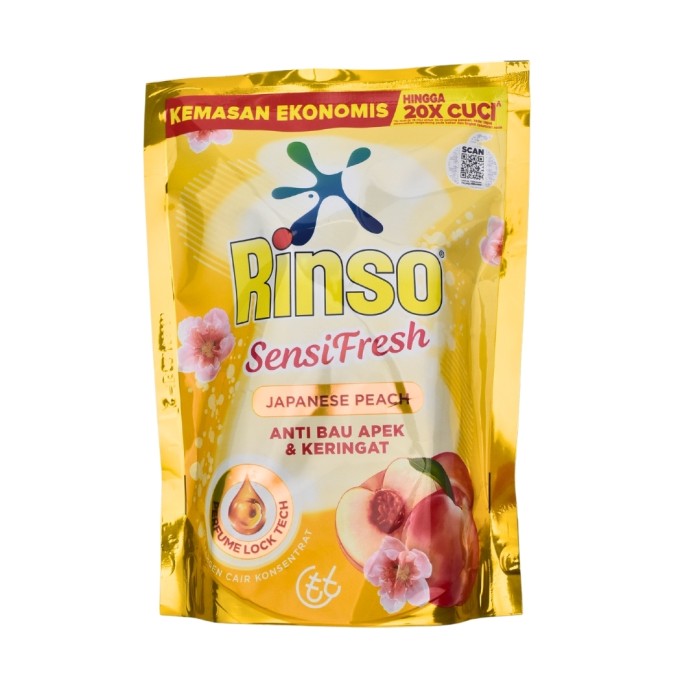 KEMASAN EKONOMIS
HINGGA
20X CUCI^
SCAN
Rinso®
SensiFresh
JAPANESE PEACH
ANTI BAU APEK
& KERINGAT
PERFUME LOCK TECH
CAIR KONSENTRAT